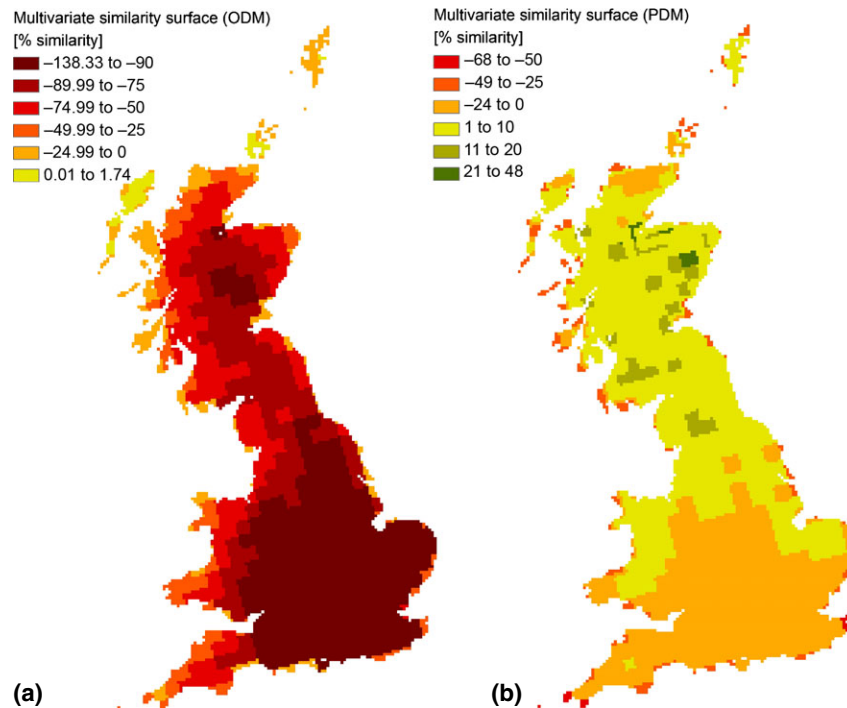 Multivariate similarity surface (ODM)
[% similarity]
–138.33 to –90
–89.99 to –75
–74.99 to –50
–49.99 to –25
–24.99 to 0
0.01 to 1.74
(a)
Multivariate similarity surface (PDM)
[% similarity]
–68 to –50
–49 to –25
–24 to 0
1 to 10
11 to 20
21 to 48
(b)